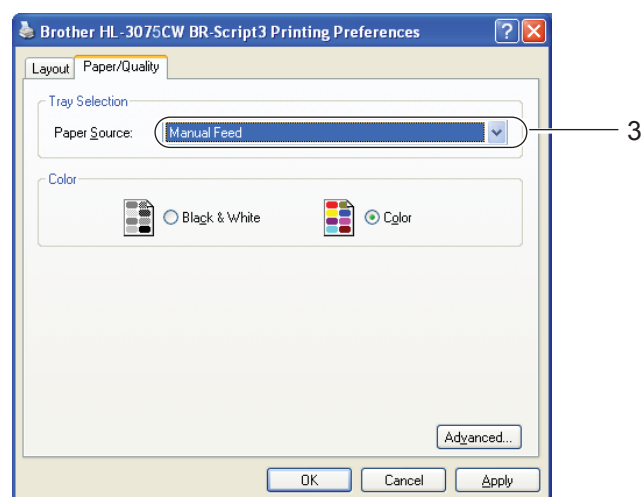 Brother HL-3075CW BR-Script3 Printing Preferences
Layout Paper/Quality
Tray Selection
Paper Source: Manual Feed 3
Color
Black & White Color
Advanced...
OK Cancel Apply